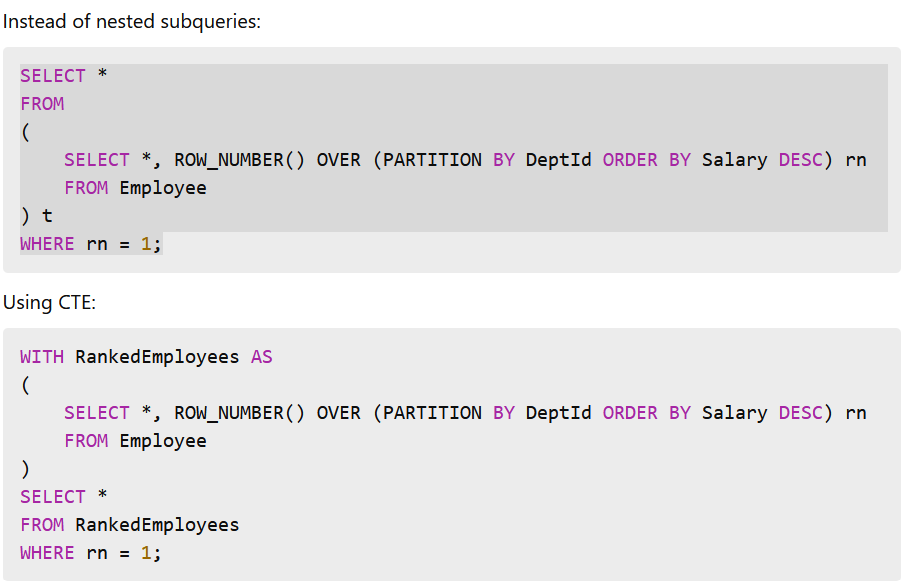 Instead of nested subqueries:
SELECT *
FROM
(
    SELECT *, ROW_NUMBER() OVER (PARTITION BY DeptId ORDER BY Salary DESC) rn
    FROM Employee
) t
WHERE rn = 1;
Using CTE:
WITH RankedEmployees AS
(
    SELECT *, ROW_NUMBER() OVER (PARTITION BY DeptId ORDER BY Salary DESC) rn
    FROM Employee
)
SELECT *
FROM RankedEmployees
WHERE rn = 1;